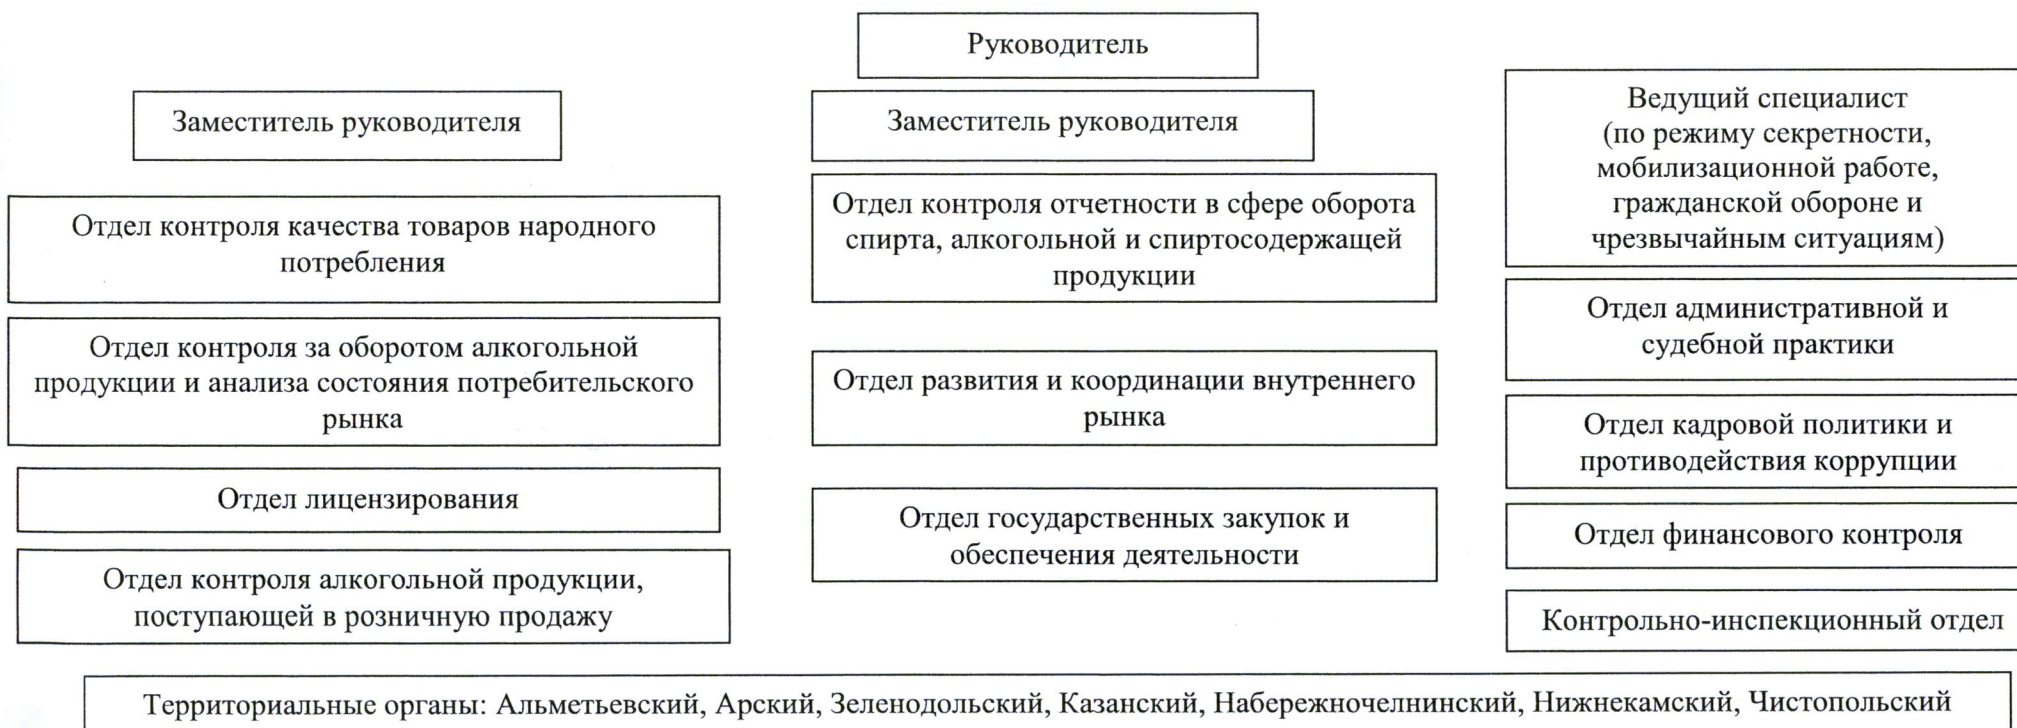 Руководитель
Заместитель руководителя
Отдел контроля качества товаров народного
потребления
Отдел контроля за оборотом алкогольной
продукции и анализа состояния потребительского
рынка
Отдел лицензирования
Отдел контроля алкогольной продукции,
поступающей в розничную продажу
Заместитель руководителя
Отдел контроля отчетности в сфере оборота
спирта, алкогольной и спиртосодержащей
продукции
Отдел развития и координации внутреннего
рынка
Отдел государственных закупок и
обеспечения деятельности
Ведущий специалист
(по режиму секретности,
мобилизационной работе,
гражданской обороне и
чрезвычайным ситуациям)
Отдел административной и
судебной практики
Отдел кадровой политики и
противодействия коррупции
Отдел финансового контроля
Контрольно-инспекционный отдел
Территориальные органы: Альметьевский, Арский, Зеленодольский, Казанский, Набережночелнинский, Нижнекамский, Чистопольский